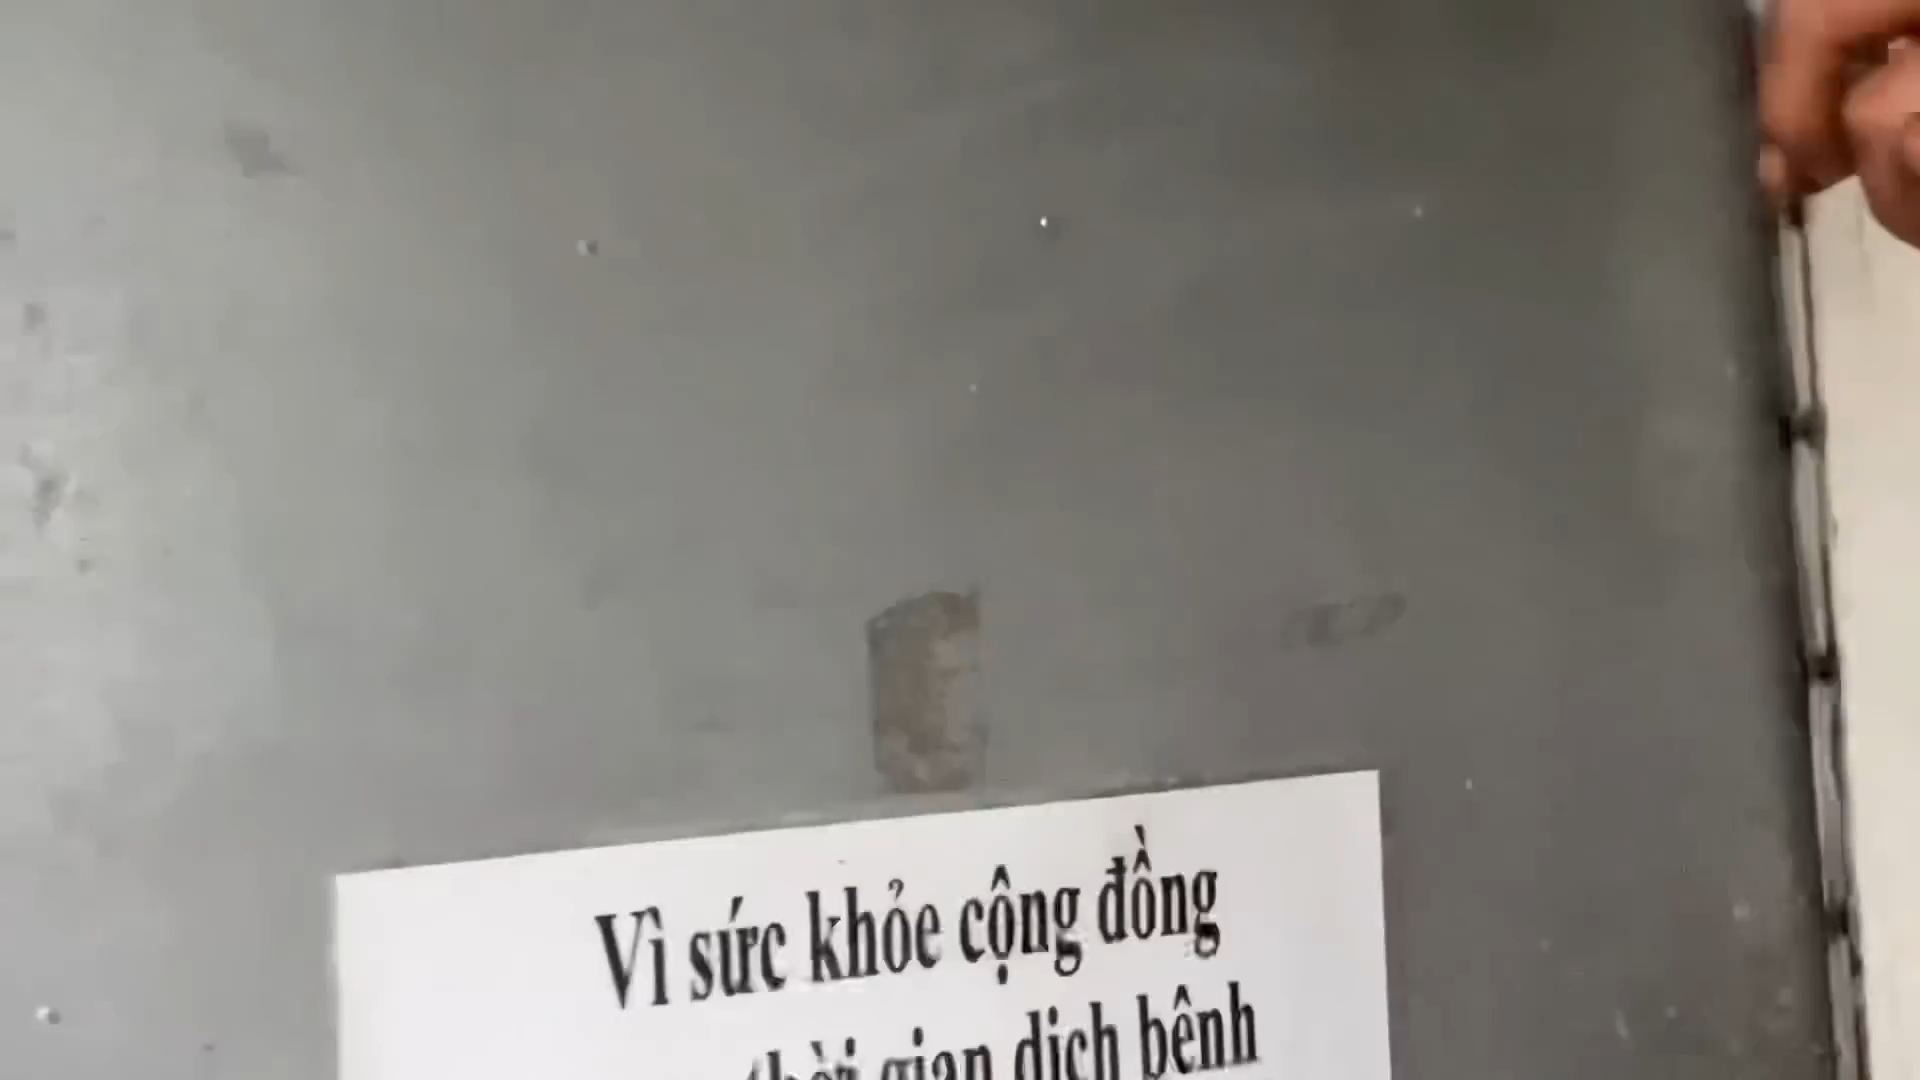 Vì sức khỏe cộng đồng
thời gian dịch bệnh